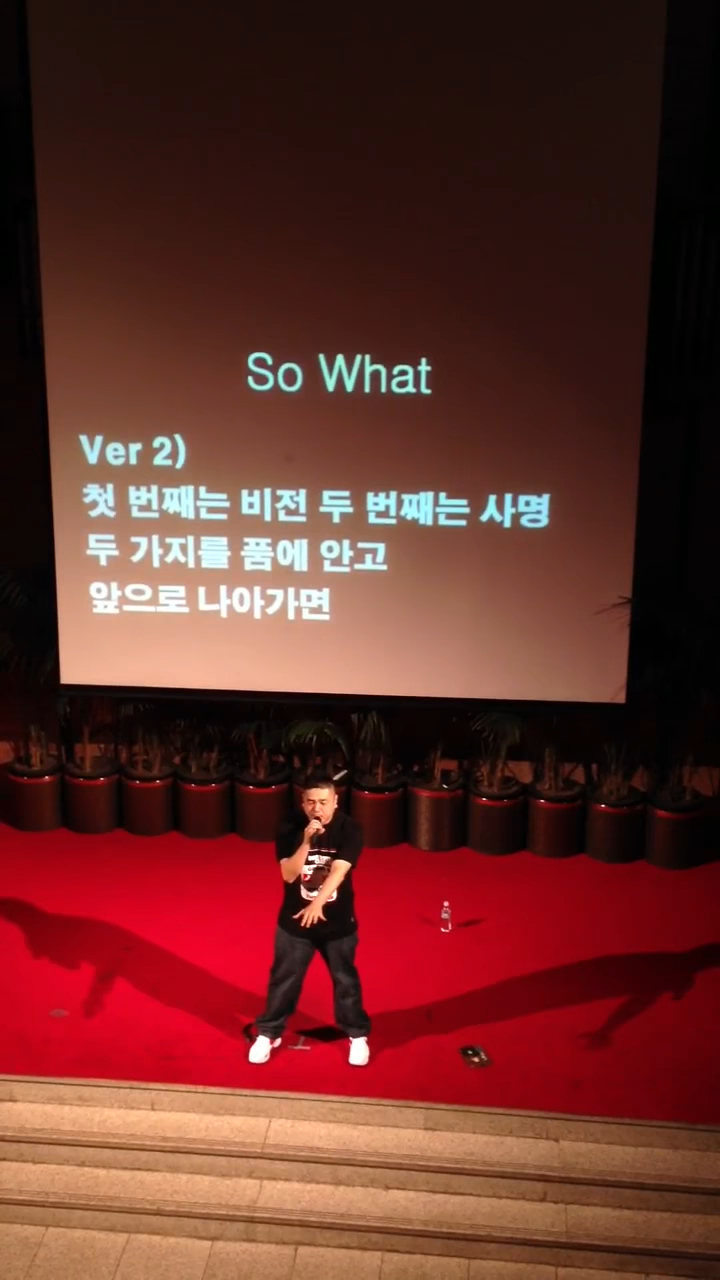 So What
Ver 2)
첫 번째는 비전 두 번째는 사명
두 가지를 품에 안고
앞으로 나아가면